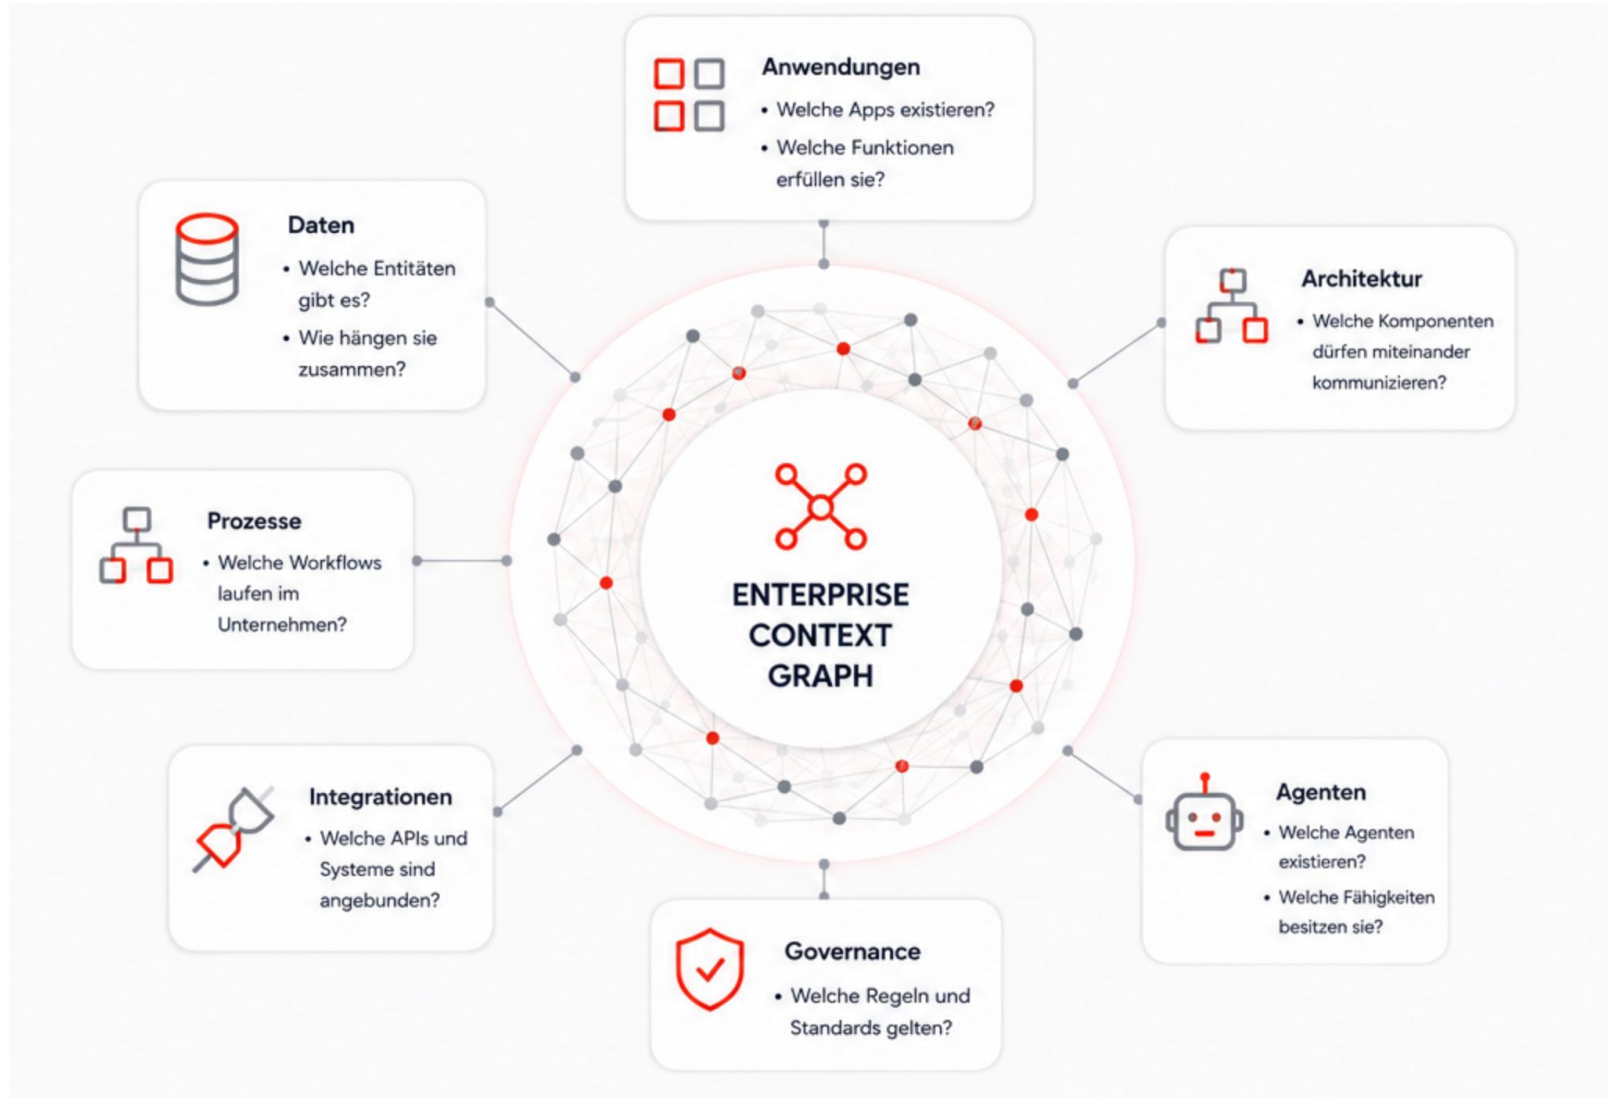 Anwendungen
• Welche Apps existieren?
• Welche Funktionen
erfüllen sie?
Daten
• Welche Entitäten
gibt es?
• Wie hängen sie
zusammen?
Architektur
• Welche Komponenten
dürfen miteinander
kommunizieren?
Prozesse
• Welche Workflows
laufen im
Unternehmen?
ENTERPRISE
CONTEXT
GRAPH
Integrationen
• Welche APIs und
Systeme sind
angebunden?
Agenten
• Welche Agenten
existieren?
• Welche Fähigkeiten
besitzen sie?
Governance
• Welche Regeln und
Standards gelten?